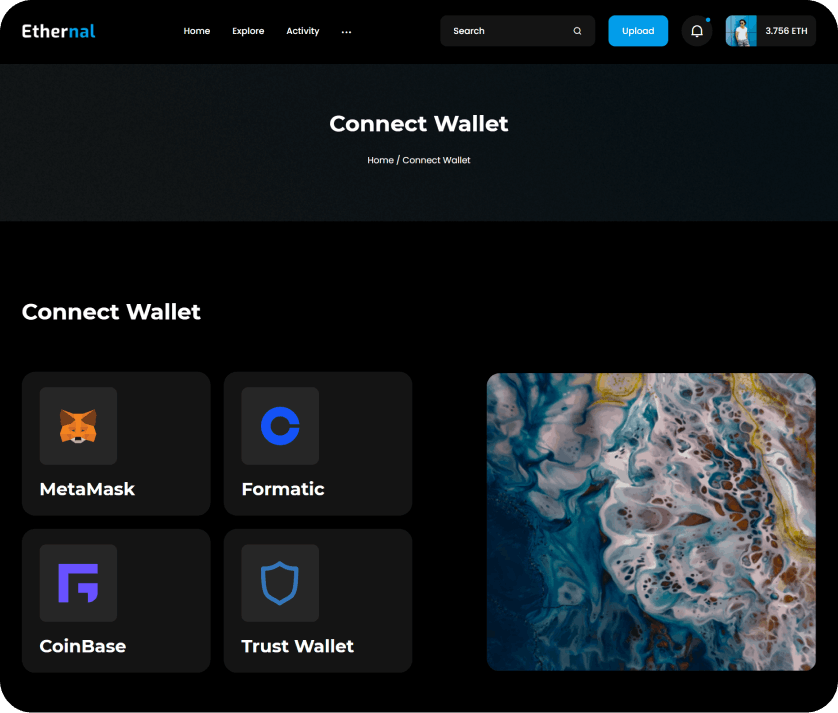 Ethernal
Home Explore Activity ...
Search
Upload
3.756 ETH
Connect Wallet
Home / Connect Wallet
Connect Wallet
MetaMask
Formatic
CoinBase
Trust Wallet